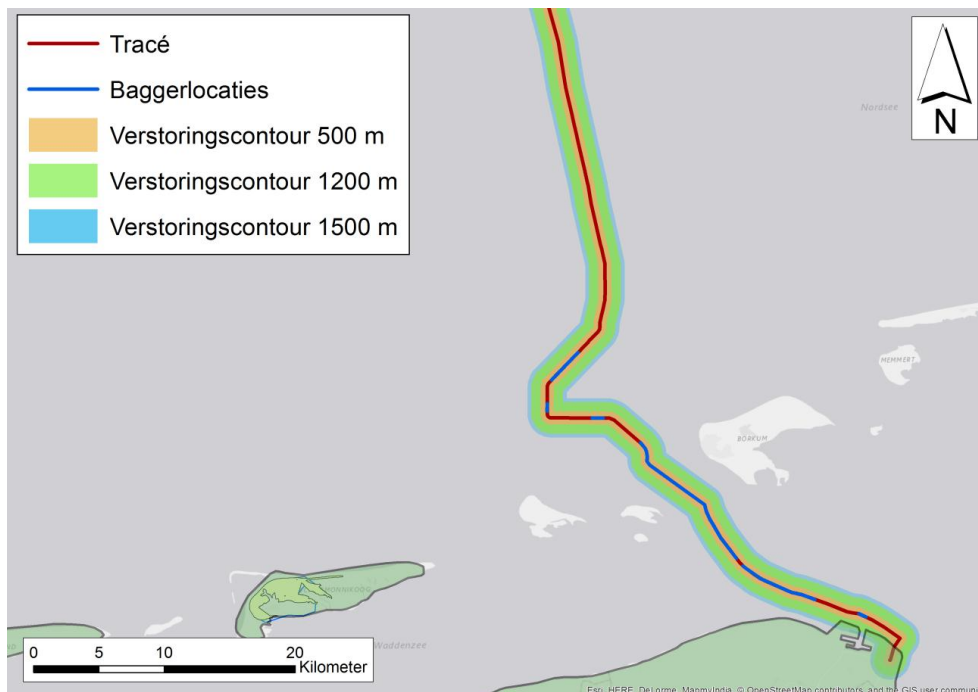 Tracé
Baggerlocaties
Verstoringscontour 500 m
Verstoringscontour 1200 m
Verstoringscontour 1500 m
Nordsee
N
MEMMERT
BORKUM
Waddenzee
0 5 10 20
Kilometer
Esri, HERE, DeLorme, MapmyIndia, © OpenStreetMap contributors, and the GIS user commun